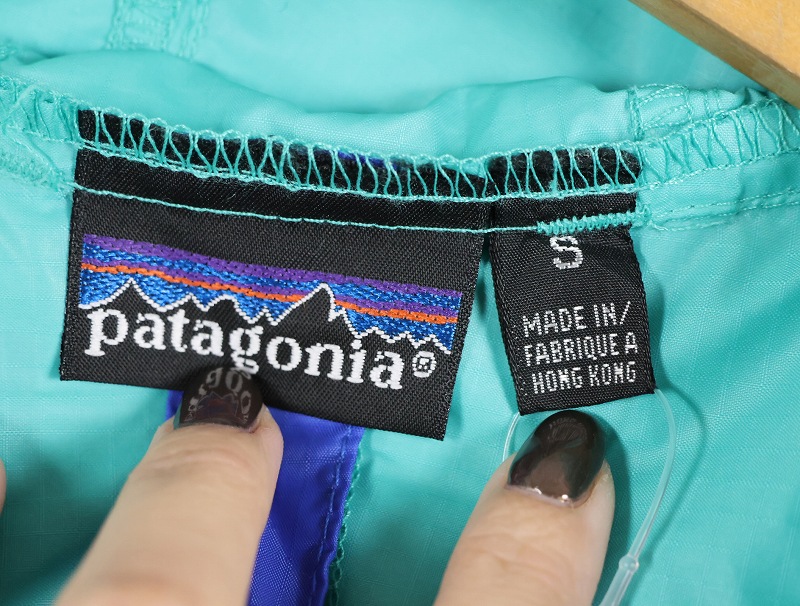 patagonia®
S
MADE IN/
FABRIQUE A
HONG KONG